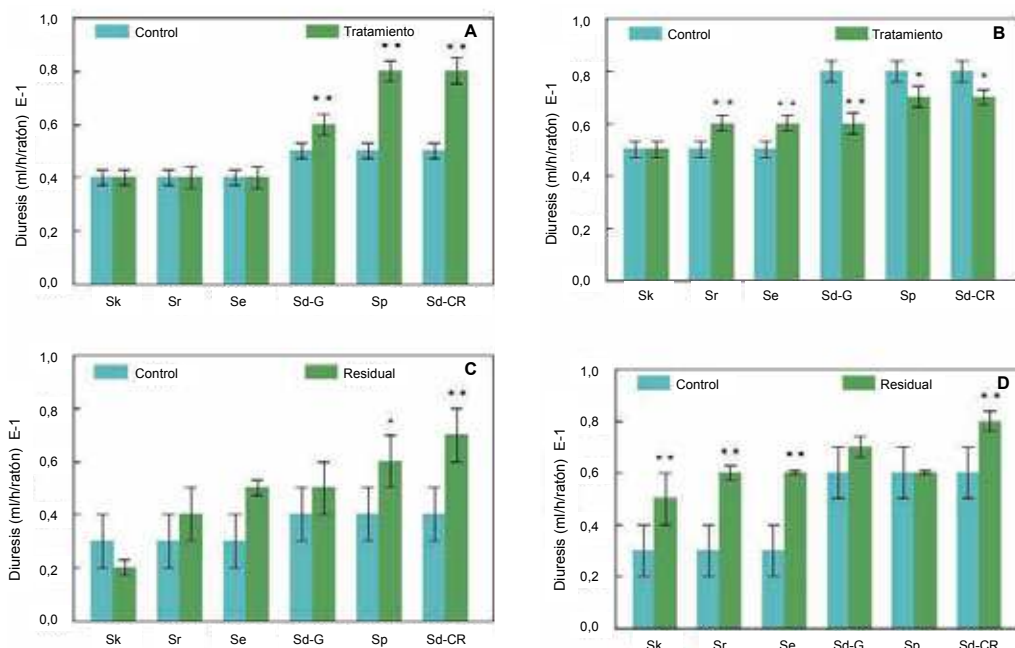 1,0
Control
Tratamiento
A
* *
* *
* *
0,8
0,6
0,4
0,2
0,0
Diuresis (ml/h/ratón) E-1
Sk Sr Se Sd-G Sp Sd-CR
1,0
Control
Tratamiento
B
* *
* *
* *
*
*
0,8
0,6
0,4
0,2
0,0
Diuresis (ml/h/ratón) E-1
Sk Sr Se Sd-G Sp Sd-CR
1,0
Control
Residual
C
*
* *
0,8
0,6
0,4
0,2
0,0
Diuresis (ml/h/ratón) E-1
Sk Sr Se Sd-G Sp Sd-CR
1,0
Control
Residual
D
* *
* *
* *
* *
0,8
0,6
0,4
0,2
0,0
Diuresis (ml/h/ratón) E-1
Sk Sr Se Sd-G Sp Sd-CR